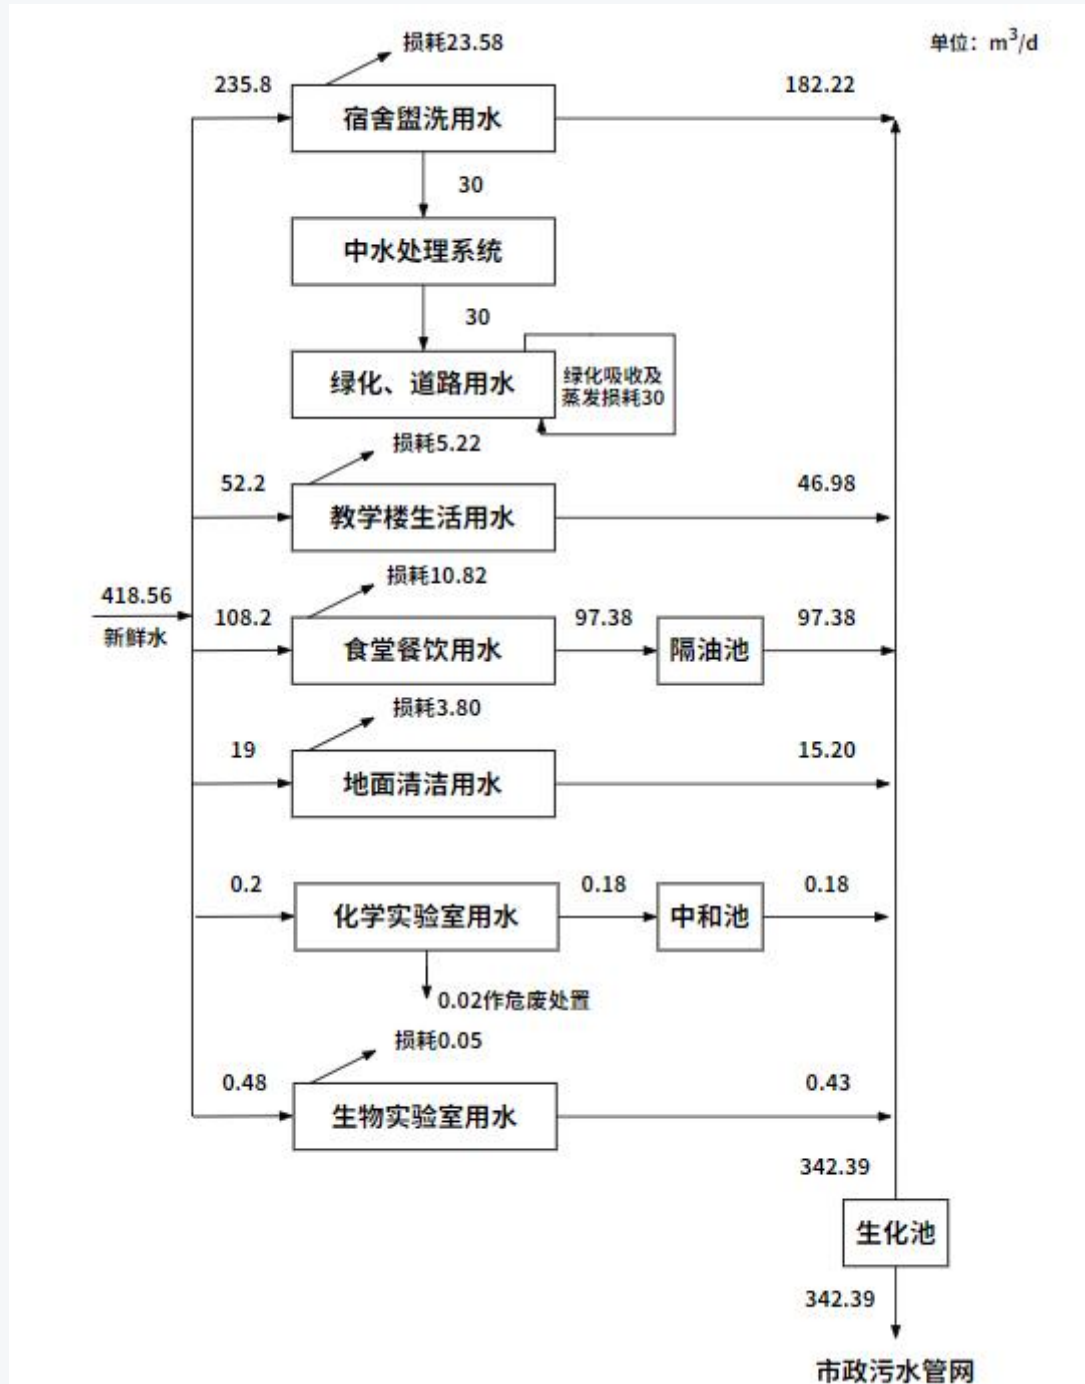 损耗23.58
单位：m³/d
235.8
182.22
宿舍盥洗用水
30
中水处理系统
30
绿化、道路用水
绿化吸收及
蒸发损耗30
损耗5.22
52.2
46.98
教学楼生活用水
损耗10.82
418.56
新鲜水
108.2
97.38
97.38
食堂餐饮用水
隔油池
损耗3.80
19
15.20
地面清洁用水
0.2
0.18
0.18
化学实验室用水
中和池
0.02作危废处置
损耗0.05
0.48
0.43
生物实验室用水
342.39
生化池
342.39
市政污水管网